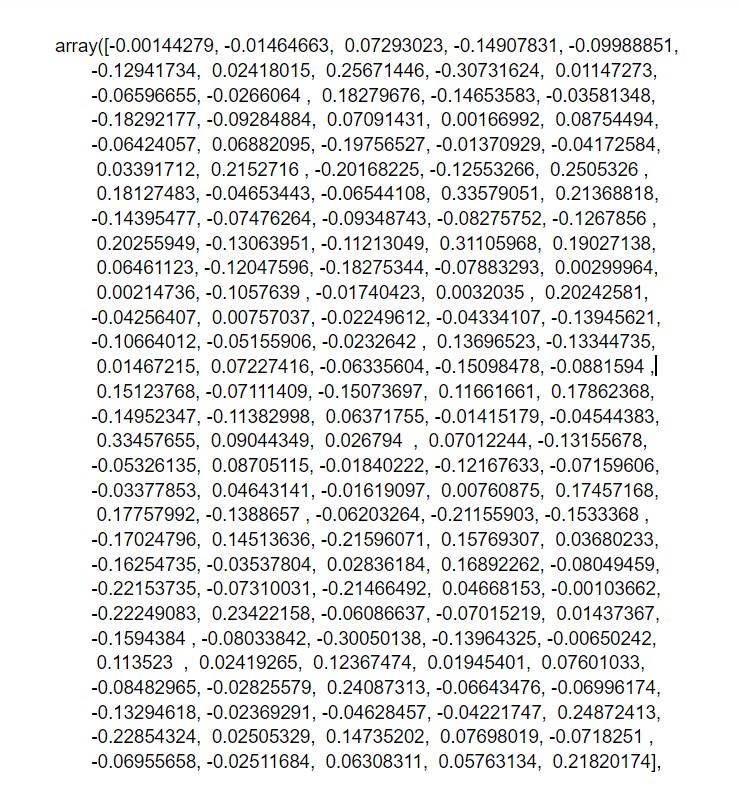 array([-0.00144279, -0.01464663,  0.07293023, -0.14907831, -0.09988851,
-0.12941734,  0.02418015,  0.25671446, -0.30731624,  0.01147273,
-0.06596655, -0.0266064 ,  0.18279676, -0.14653583, -0.03581348,
-0.18292177, -0.09284884,  0.07091431,  0.00166992,  0.08754494,
-0.06424057,  0.06882095, -0.19756527, -0.01370929, -0.04172584,
0.03391712,  0.2152716 , -0.20168225, -0.12553266,  0.2505326 ,
0.18127483, -0.04653443, -0.06544108,  0.33579051,  0.21368818,
-0.14395477, -0.07476264, -0.09348743, -0.08275752, -0.1267856 ,
0.20255949, -0.13063951, -0.11213049,  0.31105968,  0.19027138,
0.06461123, -0.12047596, -0.18275344, -0.07883293,  0.00299964,
0.00214736, -0.1057639 , -0.01740423,  0.0032035 ,  0.20242581,
-0.04256407,  0.00757037, -0.02249612, -0.04334107, -0.13945621,
-0.10664012, -0.05155906, -0.0232642 ,  0.13696523, -0.13344735,
0.01467215,  0.07227416, -0.06335604, -0.15098478, -0.0881594 ,
0.15123768, -0.07111409, -0.15073697,  0.11661661,  0.17862368,
-0.14952347, -0.11382998,  0.06371755, -0.01415179, -0.04544383,
0.33457655,  0.09044349,  0.026794  ,  0.07012244, -0.13155678,
-0.05326135,  0.08705115, -0.01840222, -0.12167633, -0.07159606,
-0.03377853,  0.04643141, -0.01619097,  0.00760875,  0.17457168,
0.17757992, -0.1388657 , -0.06203264, -0.21155903, -0.1533368 ,
-0.17024796,  0.14513636, -0.21596071,  0.15769307,  0.03680233,
-0.16254735, -0.03537804,  0.02836184,  0.16892262, -0.08049459,
-0.22153735, -0.07310031, -0.21466492,  0.04668153, -0.00103662,
-0.22249083,  0.23422158, -0.06086637, -0.07015219,  0.01437367,
-0.1594384 , -0.08033842, -0.30050138, -0.13964325, -0.00650242,
0.113523  ,  0.02419265,  0.12367474,  0.01945401,  0.07601033,
-0.08482965, -0.02825579,  0.24087313, -0.06643476, -0.06996174,
-0.13294618, -0.02369291, -0.04628457, -0.04221747,  0.24872413,
-0.22854324,  0.02505329,  0.14735202,  0.07698019, -0.0718251 ,
-0.06955658, -0.02511684,  0.06308311,  0.05763134,  0.21820174],